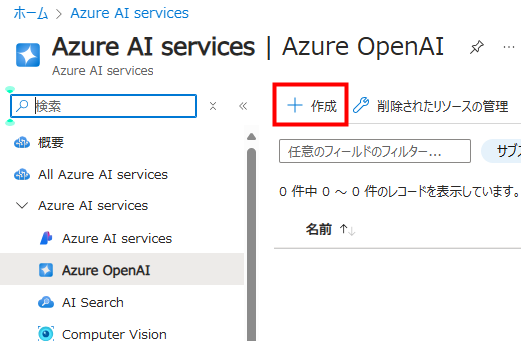 ホーム > Azure AI services
Azure AI services | Azure OpenAI
Azure AI services
検索
+ 作成
削除されたリソースの管理
概要
All Azure AI services
Azure AI services
Azure AI services
Azure OpenAI
AI Search
Computer Vision
任意のフィールドのフィルター...
サブス
0 件中 0 ～ 0 件のレコードを表示しています。
名前 ↑↓